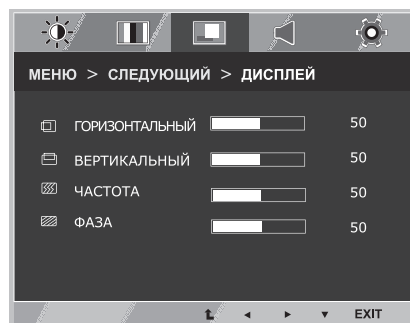 МЕНЮ > СЛЕДУЮЩИЙ > ДИСПЛЕЙ
ГОРИЗОНТАЛЬНЫЙ 50
ВЕРТИКАЛЬНЫЙ 50
ЧАСТОТА 50
ФАЗА 50
EXIT